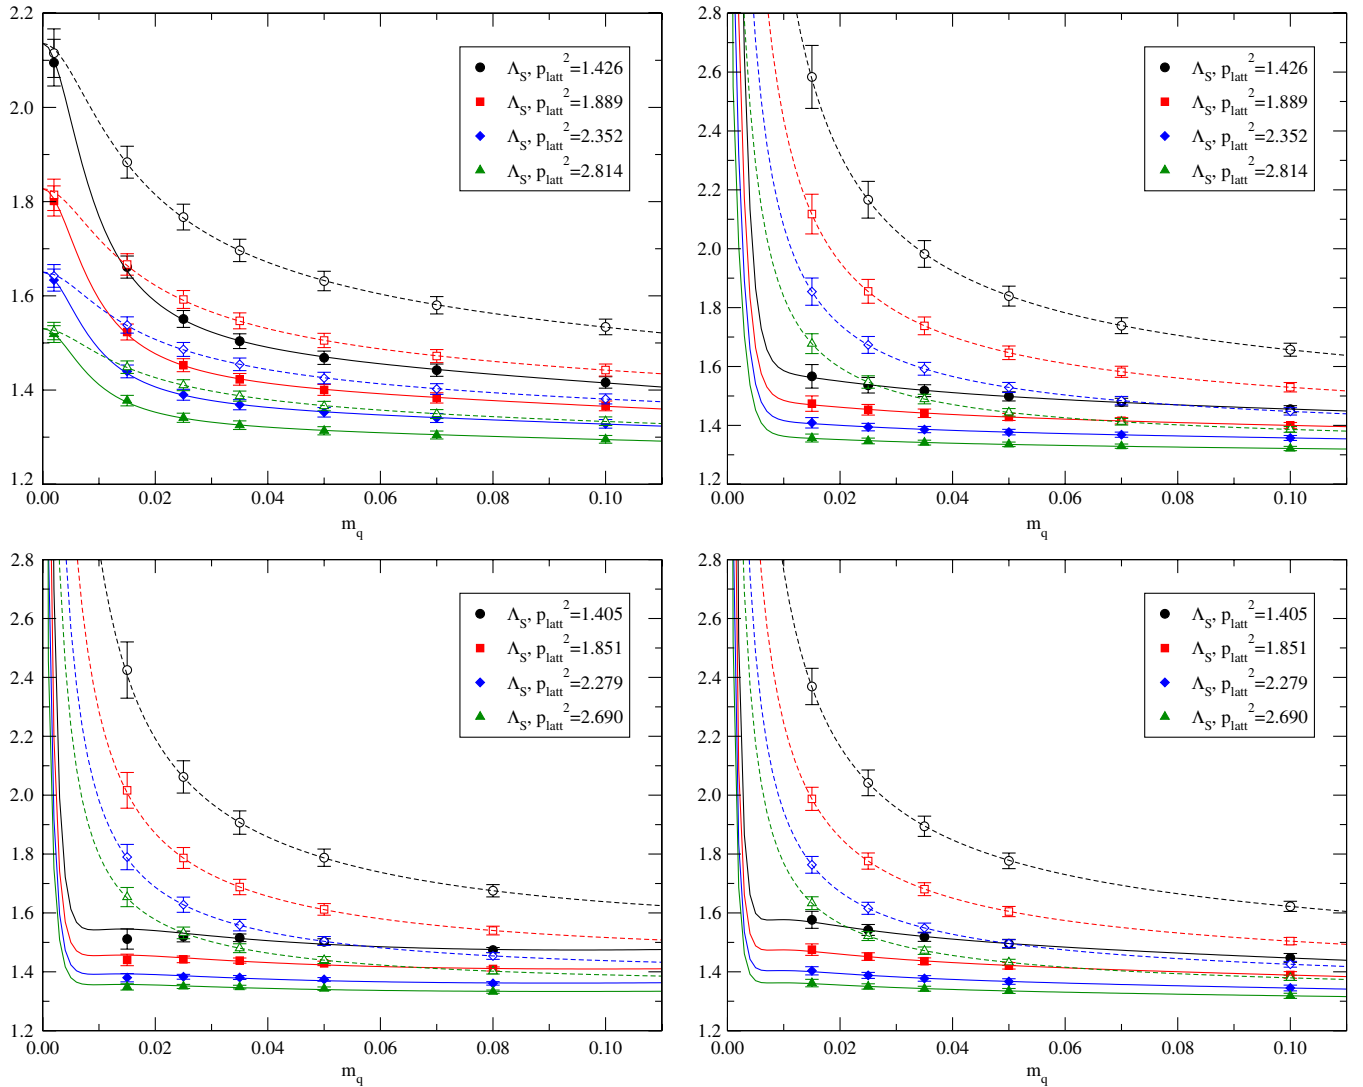 2.2
2.0
1.8
1.6
1.4
1.2
0.00 0.02 0.04 0.06 0.08 0.10
m_q
Λ_S, p_latt^2=1.426
Λ_S, p_latt^2=1.889
Λ_S, p_latt^2=2.352
Λ_S, p_latt^2=2.814
2.8
2.6
2.4
2.2
2.0
1.8
1.6
1.4
1.2
0.00 0.02 0.04 0.06 0.08 0.10
m_q
Λ_S, p_latt^2=1.426
Λ_S, p_latt^2=1.889
Λ_S, p_latt^2=2.352
Λ_S, p_latt^2=2.814
2.8
2.6
2.4
2.2
2.0
1.8
1.6
1.4
1.2
0.00 0.02 0.04 0.06 0.08 0.10
m_q
Λ_S, p_latt^2=1.405
Λ_S, p_latt^2=1.851
Λ_S, p_latt^2=2.279
Λ_S, p_latt^2=2.690
2.8
2.6
2.4
2.2
2.0
1.8
1.6
1.4
1.2
0.00 0.02 0.04 0.06 0.08 0.10
m_q
Λ_S, p_latt^2=1.405
Λ_S, p_latt^2=1.851
Λ_S, p_latt^2=2.279
Λ_S, p_latt^2=2.690